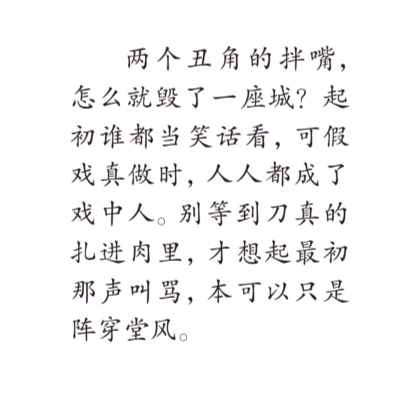 两个丑角的拌嘴，
怎么就毁了一座城？起
初谁都当笑话看，可假
戏真做时，人人都成了
戏中人。别等到刀真的
扎进肉里，才想起最初
那声叫骂，本可以只是
阵穿堂风。